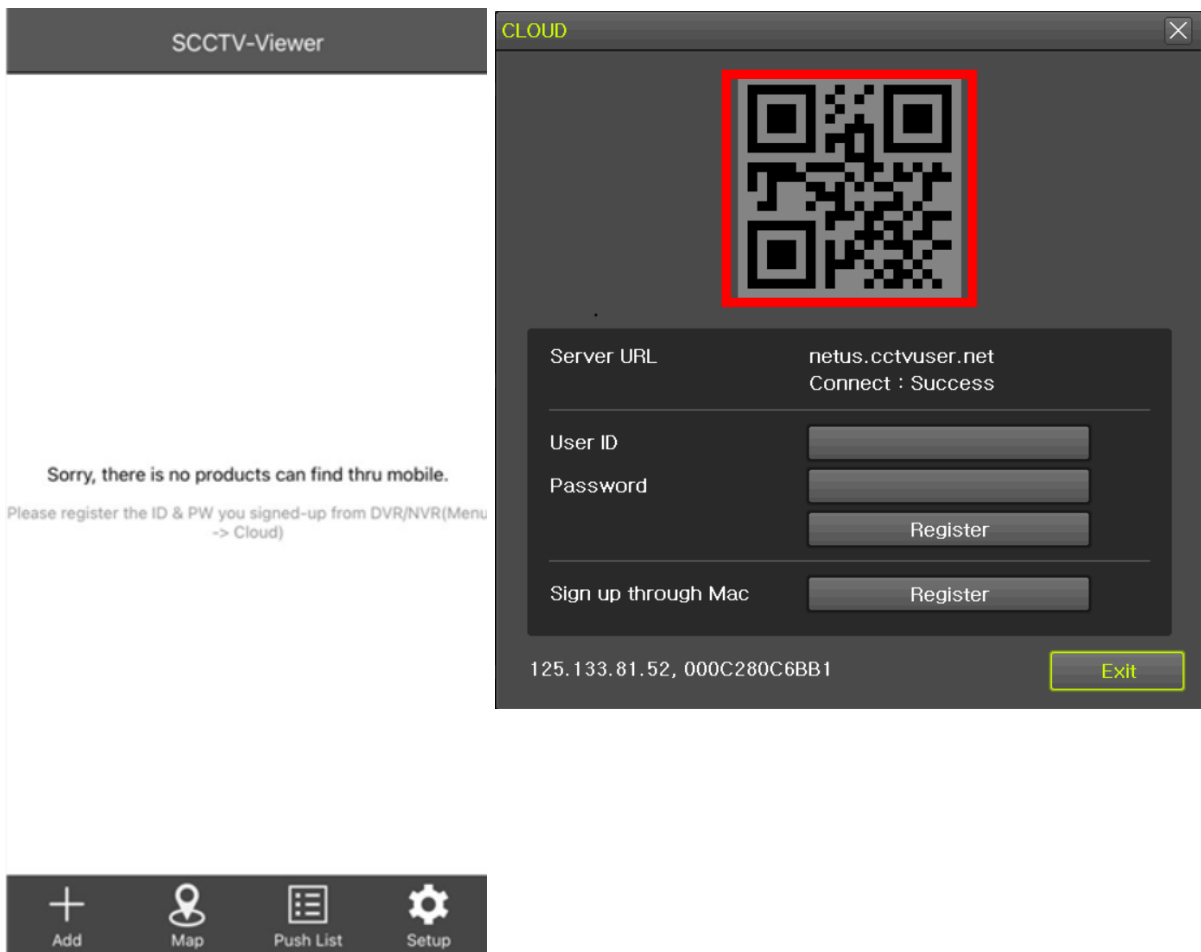 SCCTV-Viewer
Sorry, there is no products can find thru mobile.
Please register the ID & PW you signed-up from DVR/NVR(Menu
-> Cloud)
Add
Map
Push List
Setup
CLOUD
Server URL
netus.cctvuser.net
Connect : Success
User ID
Password
Register
Sign up through Mac
Register
125.133.81.52, 000C280C6BB1
Exit